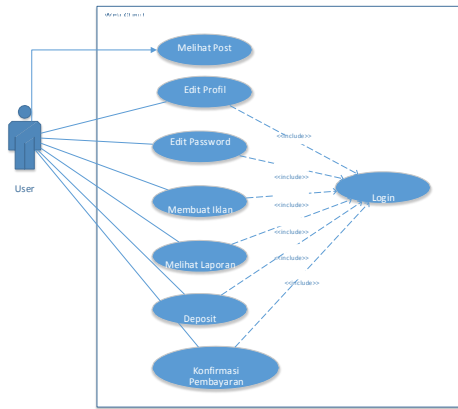 Melihat Post
Edit Profil
<<include>>
Edit Password
<<include>>
User
Login
Membuat Iklan
<<include>>
<<include>>
Melihat Laporan
<<include>>
<<include>>
Deposit
Konfirmasi
Pembayaran